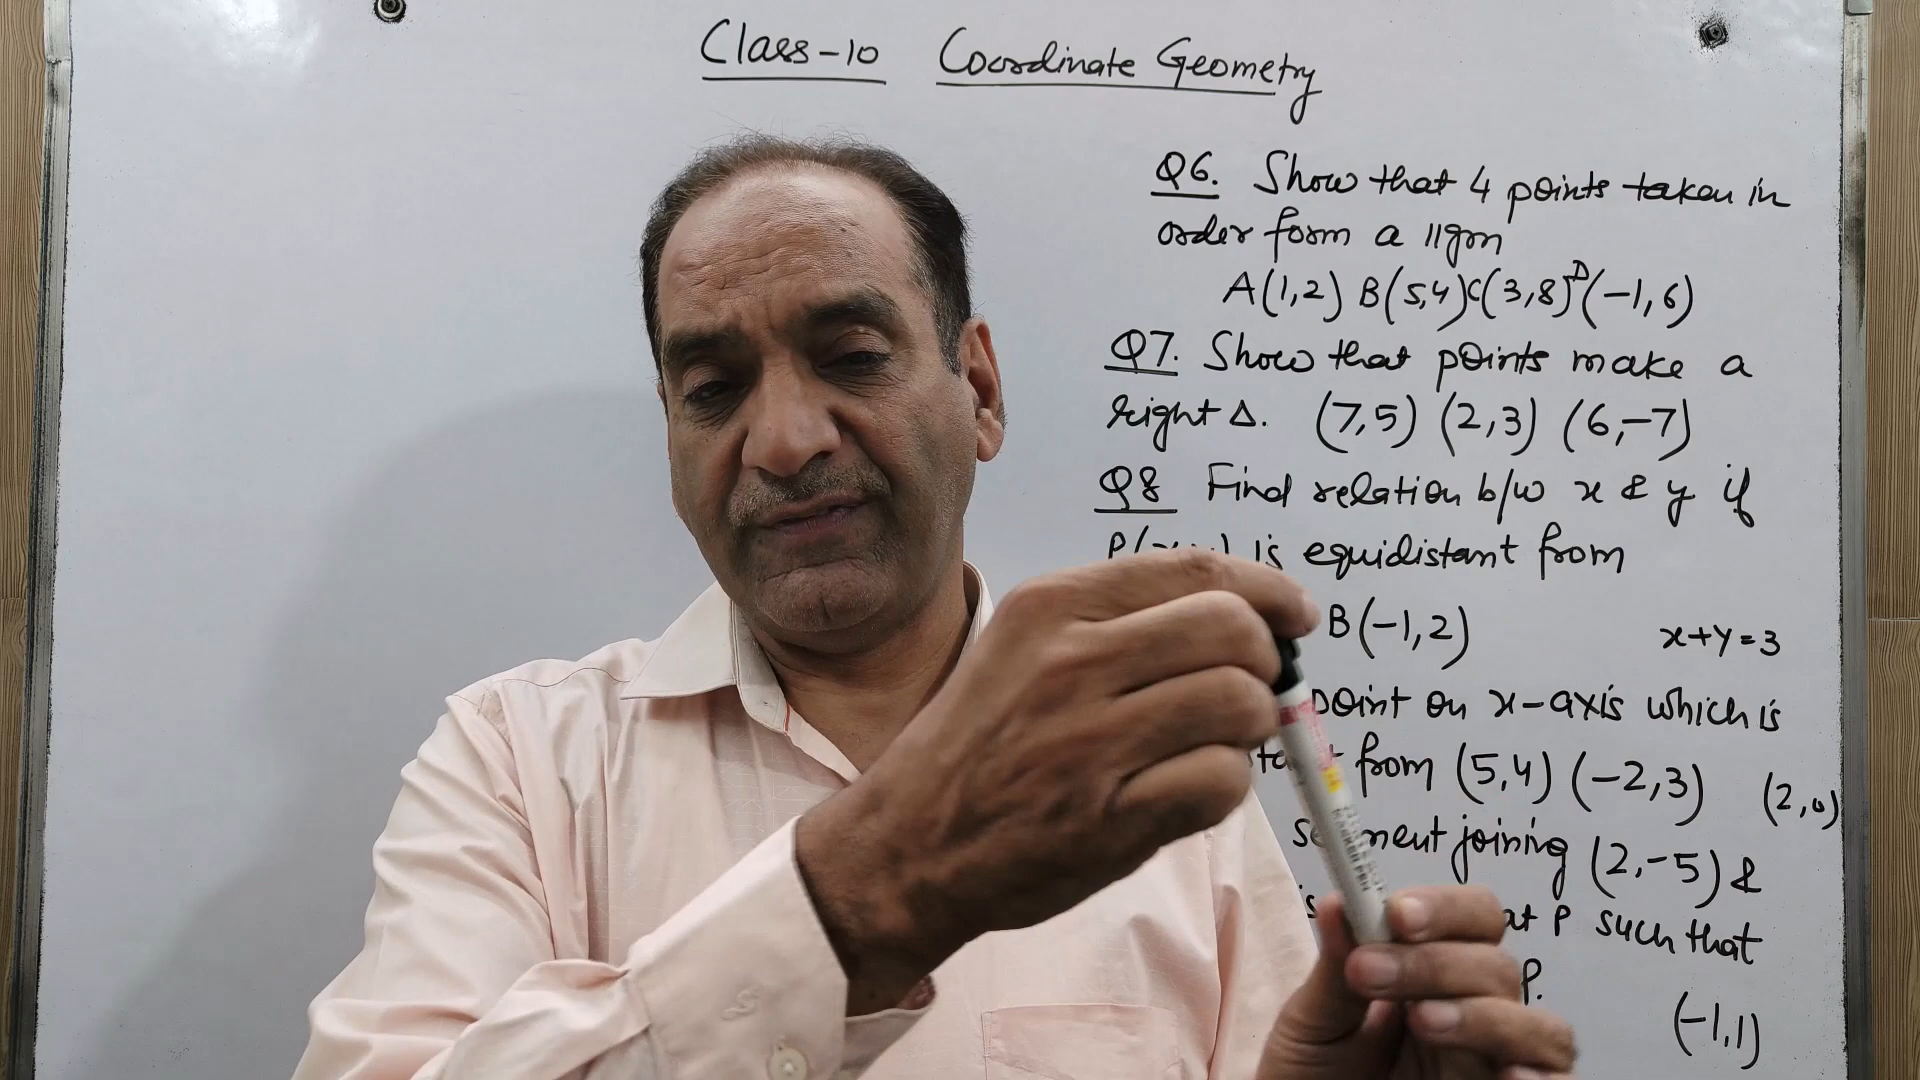 Class-10 Coordinate Geometry
Q6. Show that 4 points taken in
order form a ||gm
A(1,2) B(5,4) C(3,8) D(-1,6)
Q7. Show that points make a
right Δ. (7,5) (2,3) (6,-7)
Q8 Find relation b/w x & y if
is equidistant from
B(-1,2) x+y=3
point on x-axis which is
from (5,4) (-2,3) (2,0)
joining (2,-5) &
at P such that
P.
(-1,1)